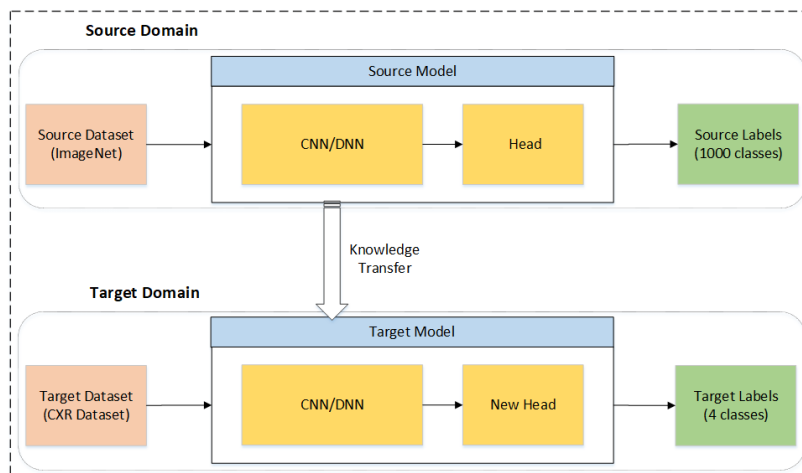 Source Domain
Source Model
Source Dataset
(ImageNet)
CNN/DNN
Head
Source Labels
(1000 classes)
Knowledge
Transfer
Target Domain
Target Model
Target Dataset
(CXR Dataset)
CNN/DNN
New Head
Target Labels
(4 classes)